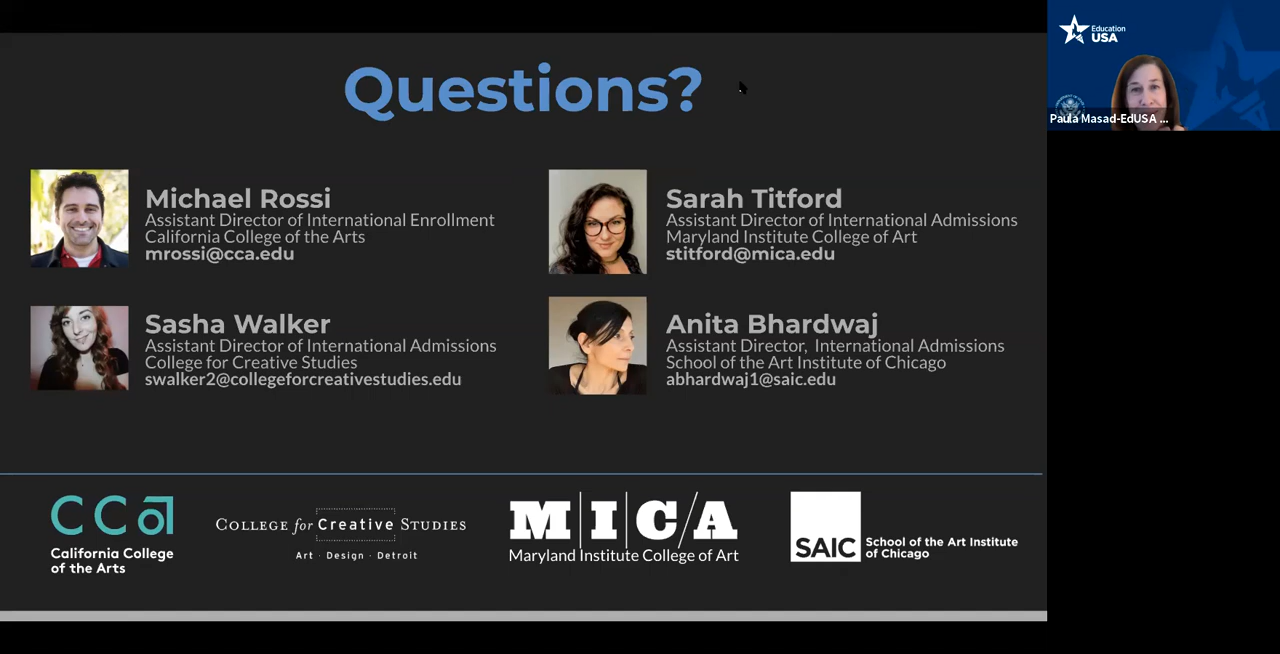 Questions?
Michael Rossi
Assistant Director of International Enrollment
California College of the Arts
mrossi@cca.edu
Sarah Titford
Assistant Director of International Admissions
Maryland Institute College of Art
stitford@mica.edu
Sasha Walker
Assistant Director of International Admissions
College for Creative Studies
swalker2@collegeforcreativestudies.edu
Anita Bhardwaj
Assistant Director, International Admissions
School of the Art Institute of Chicago
abhardwaj1@saic.edu
CCa
California College
of the Arts
COLLEGE for Creative STUDIES
Art · Design · Detroit
MICA
Maryland Institute College of Art
SAIC
School of the Art Institute
of Chicago
Education
USA
Paula Masad-EdUSA ...